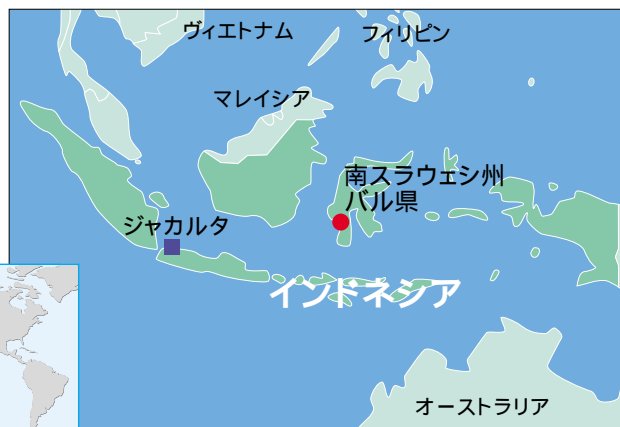 ヴィエトナム
フィリピン
マレイシア
南スラウェシ州
バル県
ジャカルタ
インドネシア
オーストラリア